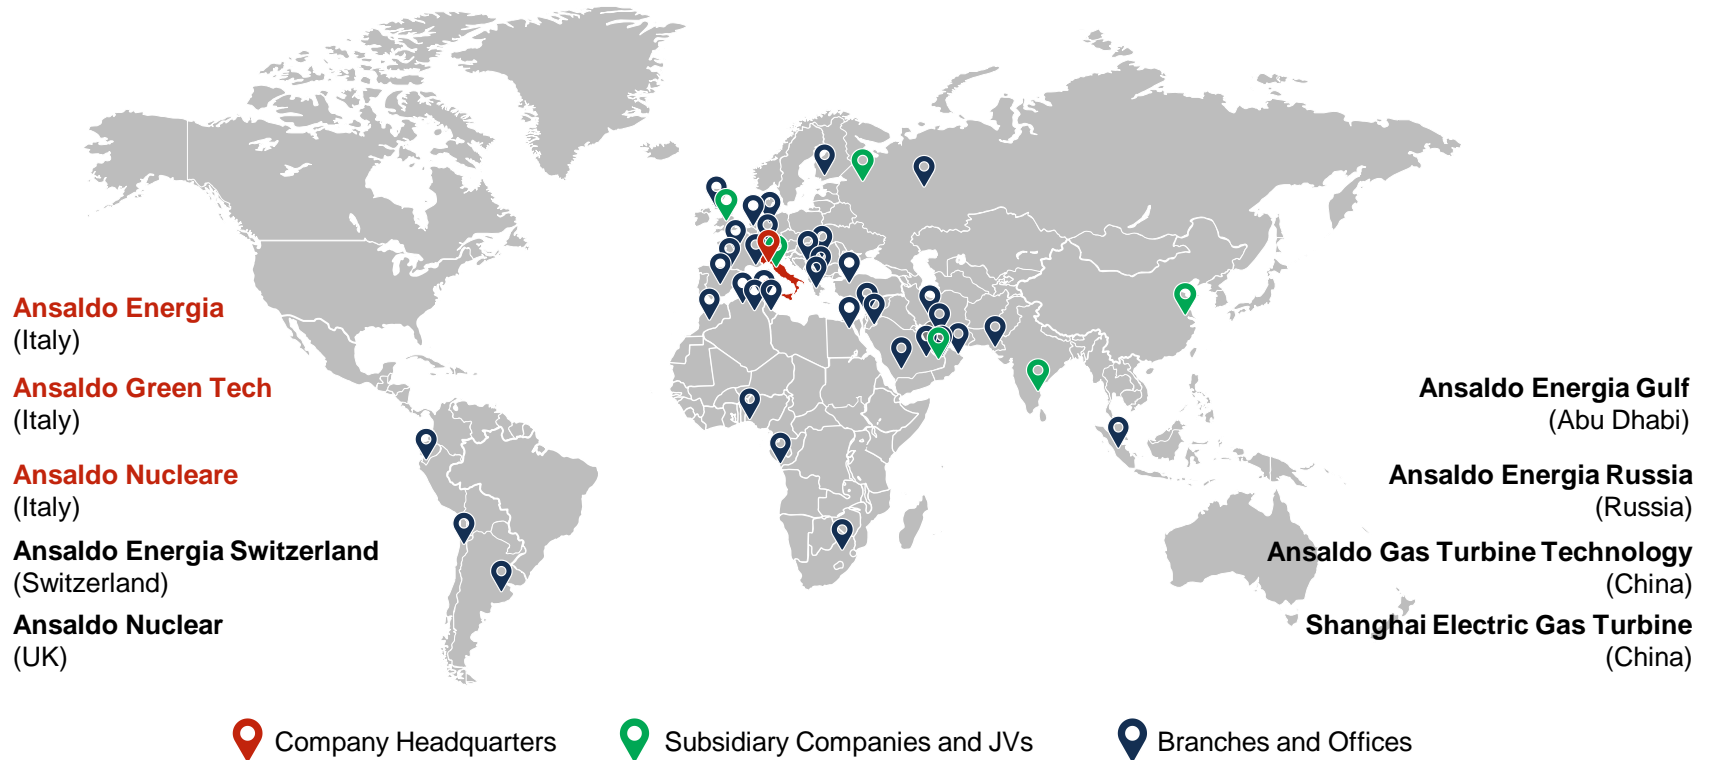 Ansaldo Energia
(Italy)
Ansaldo Green Tech
(Italy)
Ansaldo Nucleare
(Italy)
Ansaldo Energia Switzerland
(Switzerland)
Ansaldo Nuclear
(UK)
Ansaldo Energia Gulf
(Abu Dhabi)
Ansaldo Energia Russia
(Russia)
Ansaldo Gas Turbine Technology
(China)
Shanghai Electric Gas Turbine
(China)
Company Headquarters
Subsidiary Companies and JVs
Branches and Offices